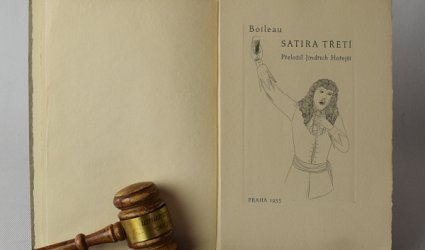 Boileau
SATIRA TŘETÍ
Přeložil Jindřich Hořejší
PRAHA 1935